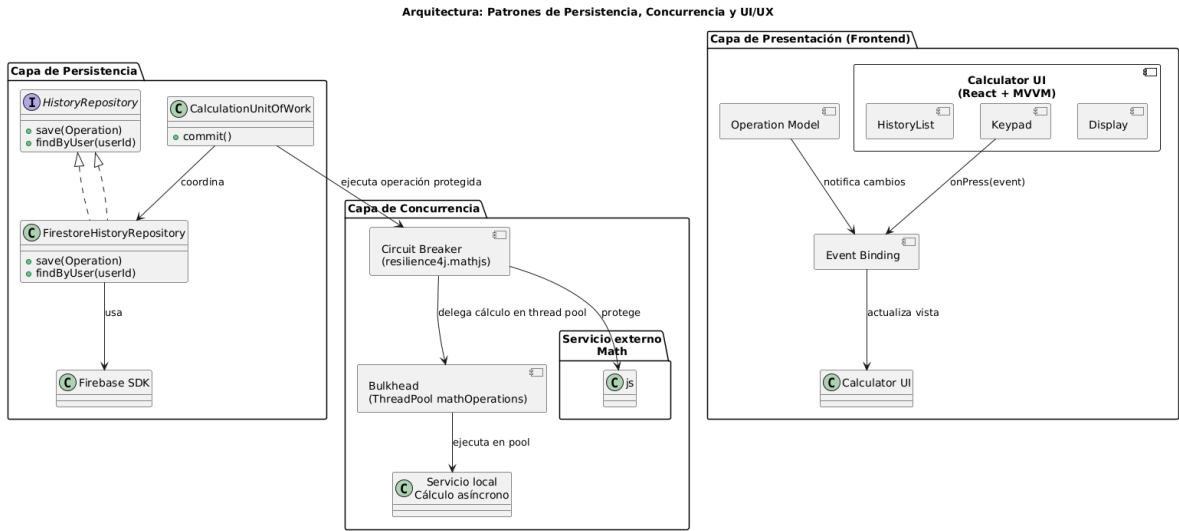 Arquitectura: Patrones de Persistencia, Concurrencia y UI/UX
Capa de Persistencia
I HistoryRepository
save(Operation)
findByUser(userId)
C CalculationUnitOfWork
commit()
coordina
ejecuta operación protegida
C FirestoreHistoryRepository
save(Operation)
findByUser(userId)
usa
C Firebase SDK
Capa de Concurrencia
Circuit Breaker
(resilience4j.mathjs)
delega cálculo en thread pool
protege
Servicio externo
Math
C js
Bulkhead
(ThreadPool mathOperations)
ejecuta en pool
C Servicio local
Cálculo asíncrono
Capa de Presentación (Frontend)
Calculator UI
(React + MVVM)
Operation Model
HistoryList
Keypad
Display
notifica cambios
onPress(event)
Event Binding
actualiza vista
C Calculator UI